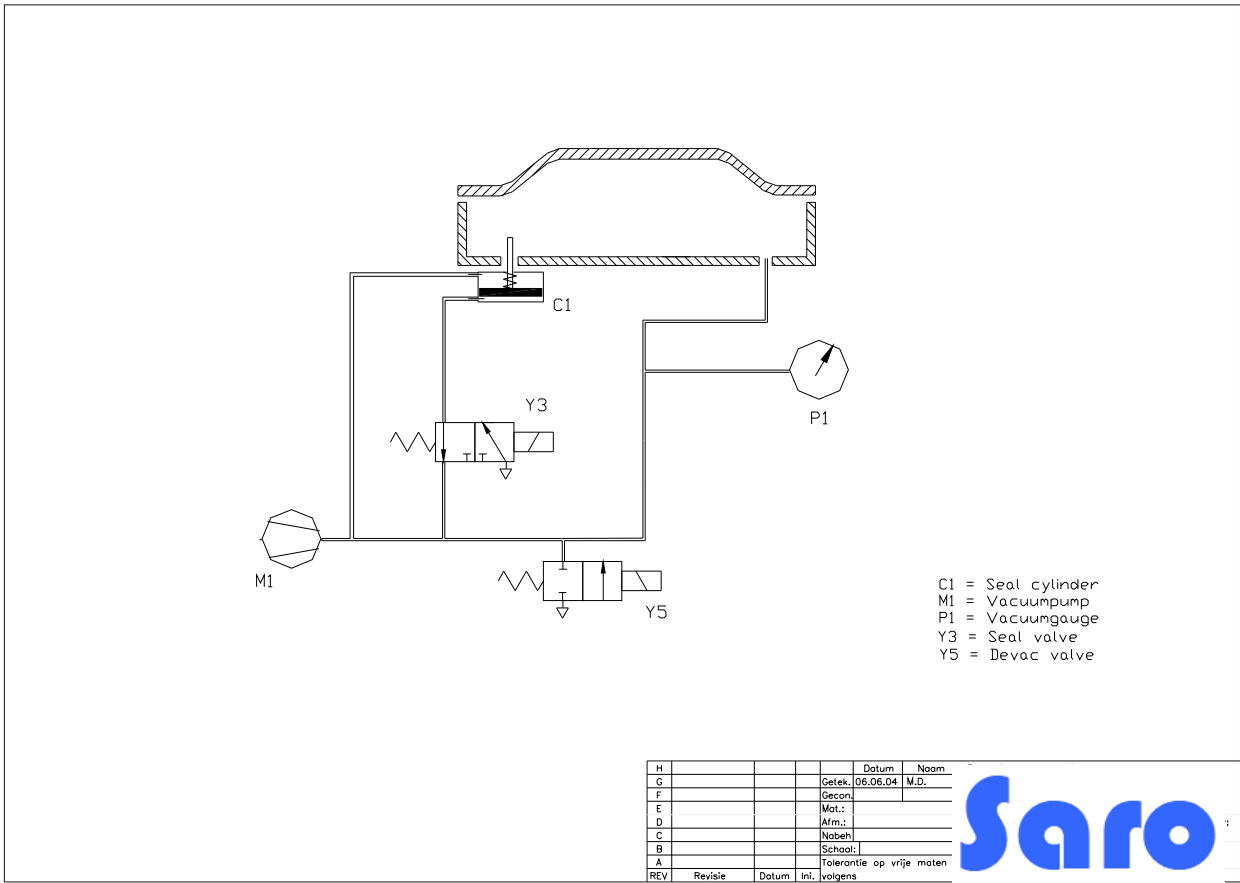 C1
Y3
P1
M1
Y5
C1 = Seal cylinder
M1 = Vacuumpump
P1 = Vacuumgauge
Y3 = Seal valve
Y5 = Devac valve
H Datum Naam
G Getek. 06.06.04 M.D.
F Gecon.
E Mat.:
D Afm.:
C Nabeh
B Schaal:
A Tolerantie op vrije maten
REV Revisie Datum Ini. volgens
Saro